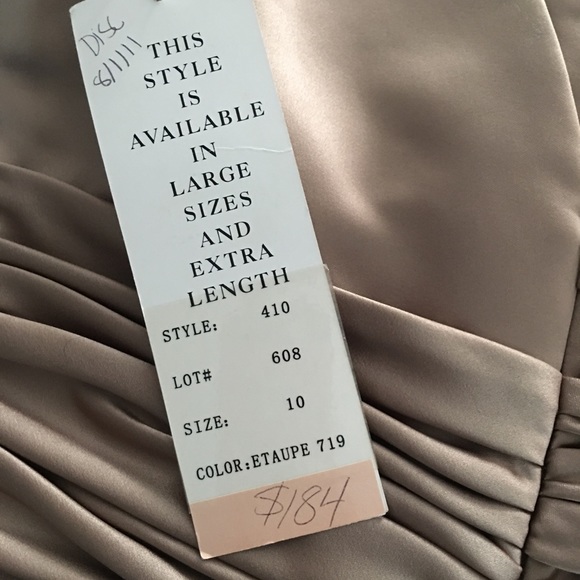 DISC
8/1/11
THIS
STYLE
IS
AVAILABLE
IN
LARGE
SIZES
AND
EXTRA
LENGTH
STYLE: 410
LOT# 608
SIZE: 10
COLOR:ETAUPE 719
$184